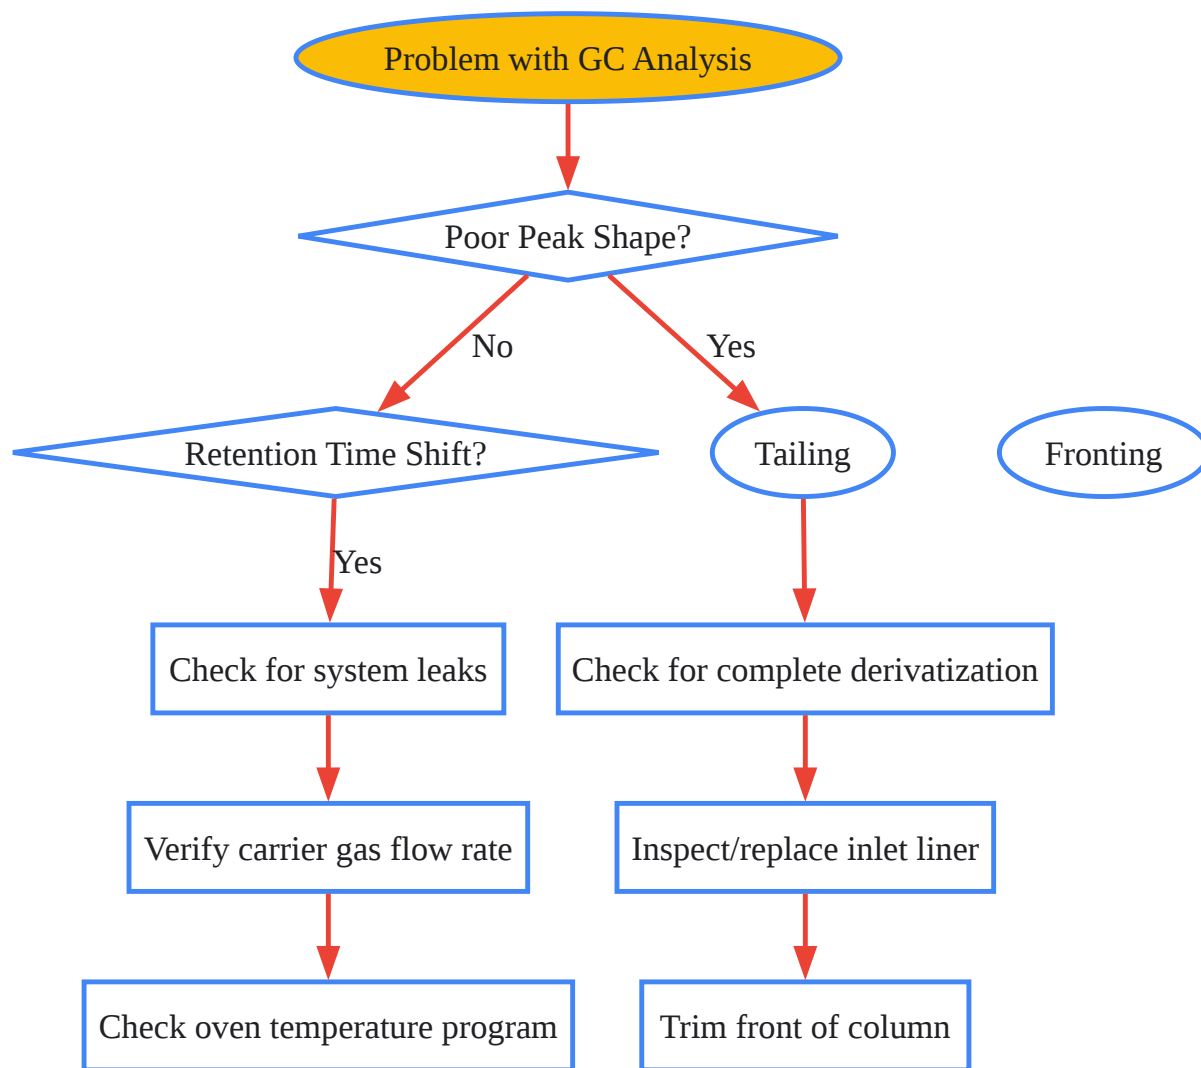 Problem with GC Analysis
Poor Peak Shape?
No
Yes
Retention Time Shift?
Tailing
Fronting
Yes
Check for system leaks
Check for complete derivatization
Verify carrier gas flow rate
Inspect/replace inlet liner
Check oven temperature program
Trim front of column